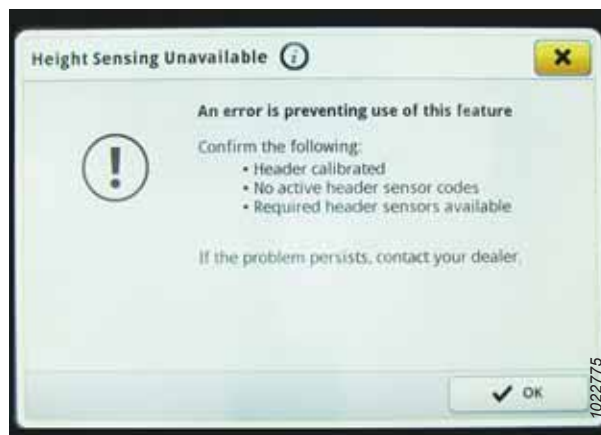 Height Sensing Unavailable i
An error is preventing use of this feature
Confirm the following:
• Header calibrated
• No active header sensor codes
• Required header sensors available
If the problem persists, contact your dealer.
OK
1022775